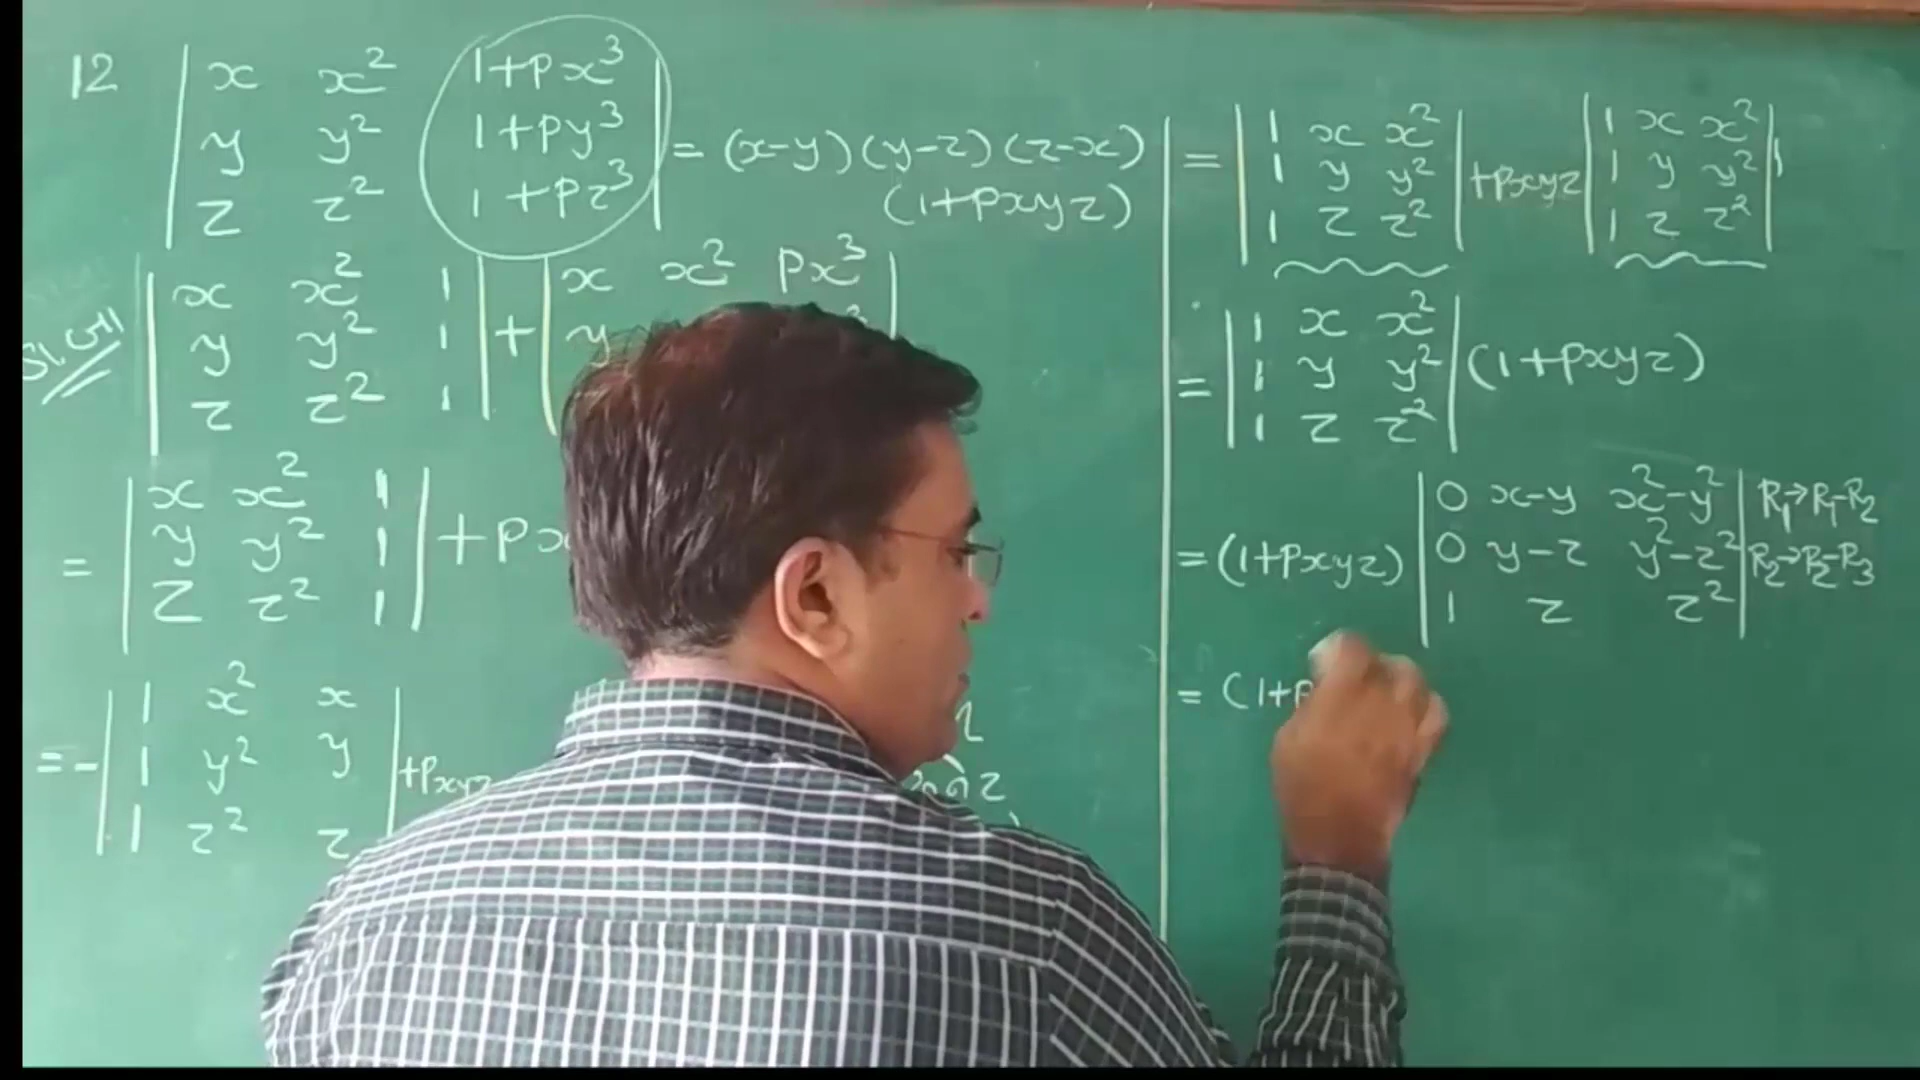 12 | x x² 1+px³ |
| y y² 1+py³ | = (x-y)(y-z)(z-x)
| z z² 1+pz³ | (1+pxyz)
| x x² 1 | + | x x² px³ |
| y y² 1 | y
| z z² 1 |
= | x x² 1 |
| y y² 1 | +
| z z² 1 |
= - | 1 x² x |
| 1 y² y | +pxyz
| 1 z² z
= | 1 x x² | +pxyz | 1 x x² |
| 1 y y² | | 1 y y² |
| 1 z z² | | 1 z z² |
= | 1 x x² |
| 1 y y² | (1+pxyz)
| 1 z z² |
= (1+pxyz) | 0 x-y x²-y² | R₁→R₁-R₂
| 0 y-z y²-z² | R₂→R₂-R₃
| 1 z z² |
= (1+p